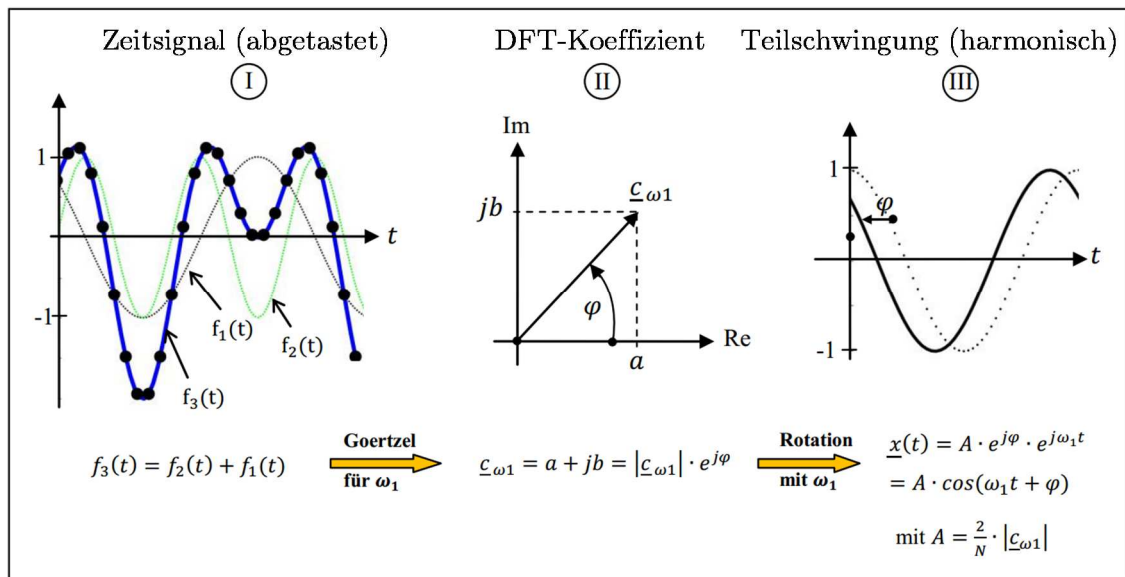 Zeitsignal (abgetastet)
I
1
-1
t
f₁(t)
f₂(t)
f₃(t)
f₃(t) = f₂(t) + f₁(t)
Goertzel
für ω₁
DFT-Koeffizient
II
Im
jb
c_ω1
φ
Re
a
c_ω1 = a + jb = |c_ω1| · e^{jφ}
Rotation
mit ω₁
Teilschwingung (harmonisch)
III
1
φ
t
-1
x(t) = A · e^{jφ} · e^{jω₁t}
= A · cos(ω₁t + φ)
mit A = 2/N · |c_ω1|